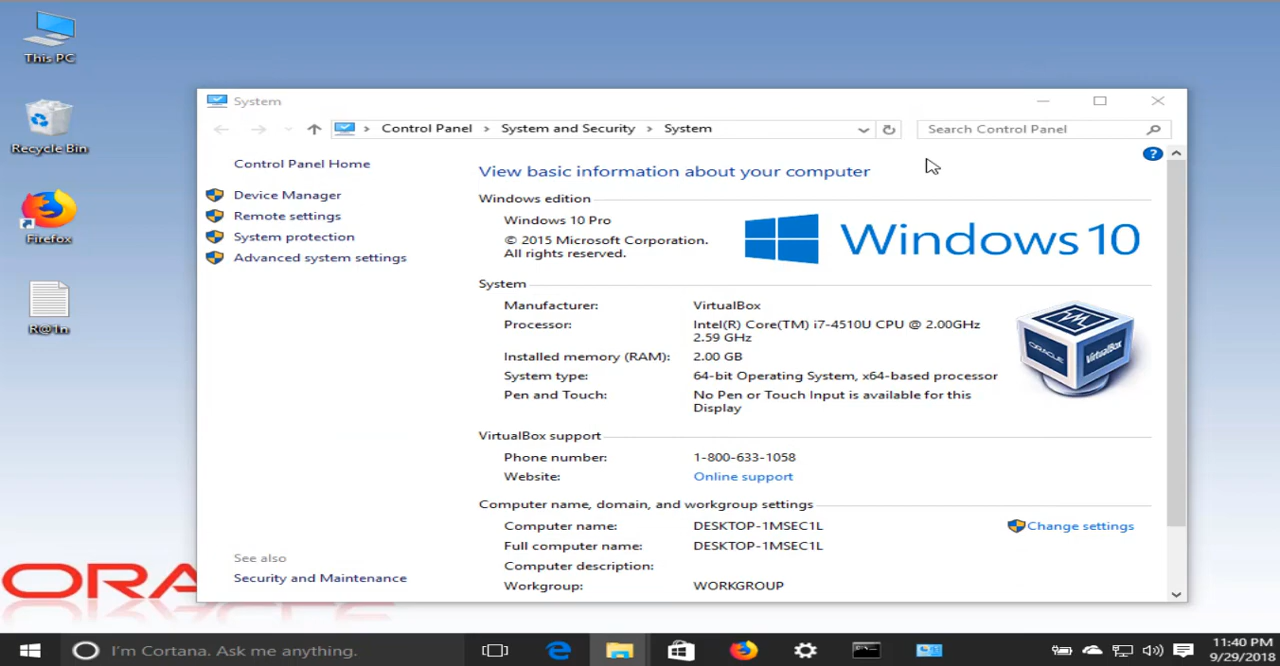 This PC
Recycle Bin
Firefox
R@1n
System
Control Panel > System and Security > System
Search Control Panel
Control Panel Home
Device Manager
Remote settings
System protection
Advanced system settings
See also
Security and Maintenance
?
View basic information about your computer
Windows edition
Windows 10 Pro
© 2015 Microsoft Corporation.
All rights reserved.
Windows 10
System
Manufacturer: VirtualBox
Processor: Intel(R) Core(TM) i7-4510U CPU @ 2.00GHz
2.59 GHz
Installed memory (RAM): 2.00 GB
System type: 64-bit Operating System, x64-based processor
Pen and Touch: No Pen or Touch Input is available for this
Display
ORACLE
VirtualBox
VirtualBox support
Phone number: 1-800-633-1058
Website: Online support
Computer name, domain, and workgroup settings
Computer name: DESKTOP-1MSEC1L
Change settings
Full computer name: DESKTOP-1MSEC1L
Computer description:
Workgroup: WORKGROUP
ORA
I'm Cortana. Ask me anything.
11:40 PM
9/29/2018